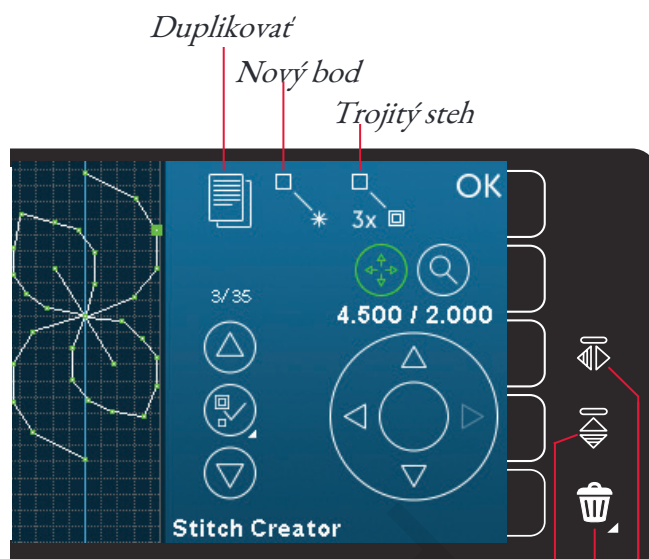 Duplikovať
Nový bod
Trojitý steh
OK
3x
3/35
4.500 / 2.000
Stitch Creator